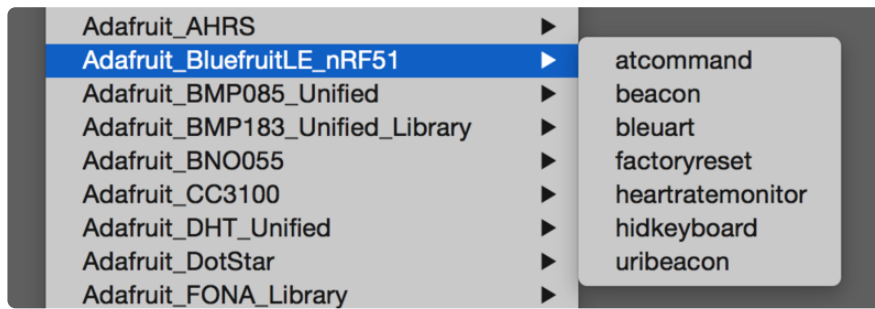 Adafruit_AHRS
Adafruit_BluefruitLE_nRF51
Adafruit_BMP085_Unified
Adafruit_BMP183_Unified_Library
Adafruit_BNO055
Adafruit_CC3100
Adafruit_DHT_Unified
Adafruit_DotStar
Adafruit_FONA_Library
atcommand
beacon
bleuart
factoryreset
heartratemonitor
hidkeyboard
uribeacon